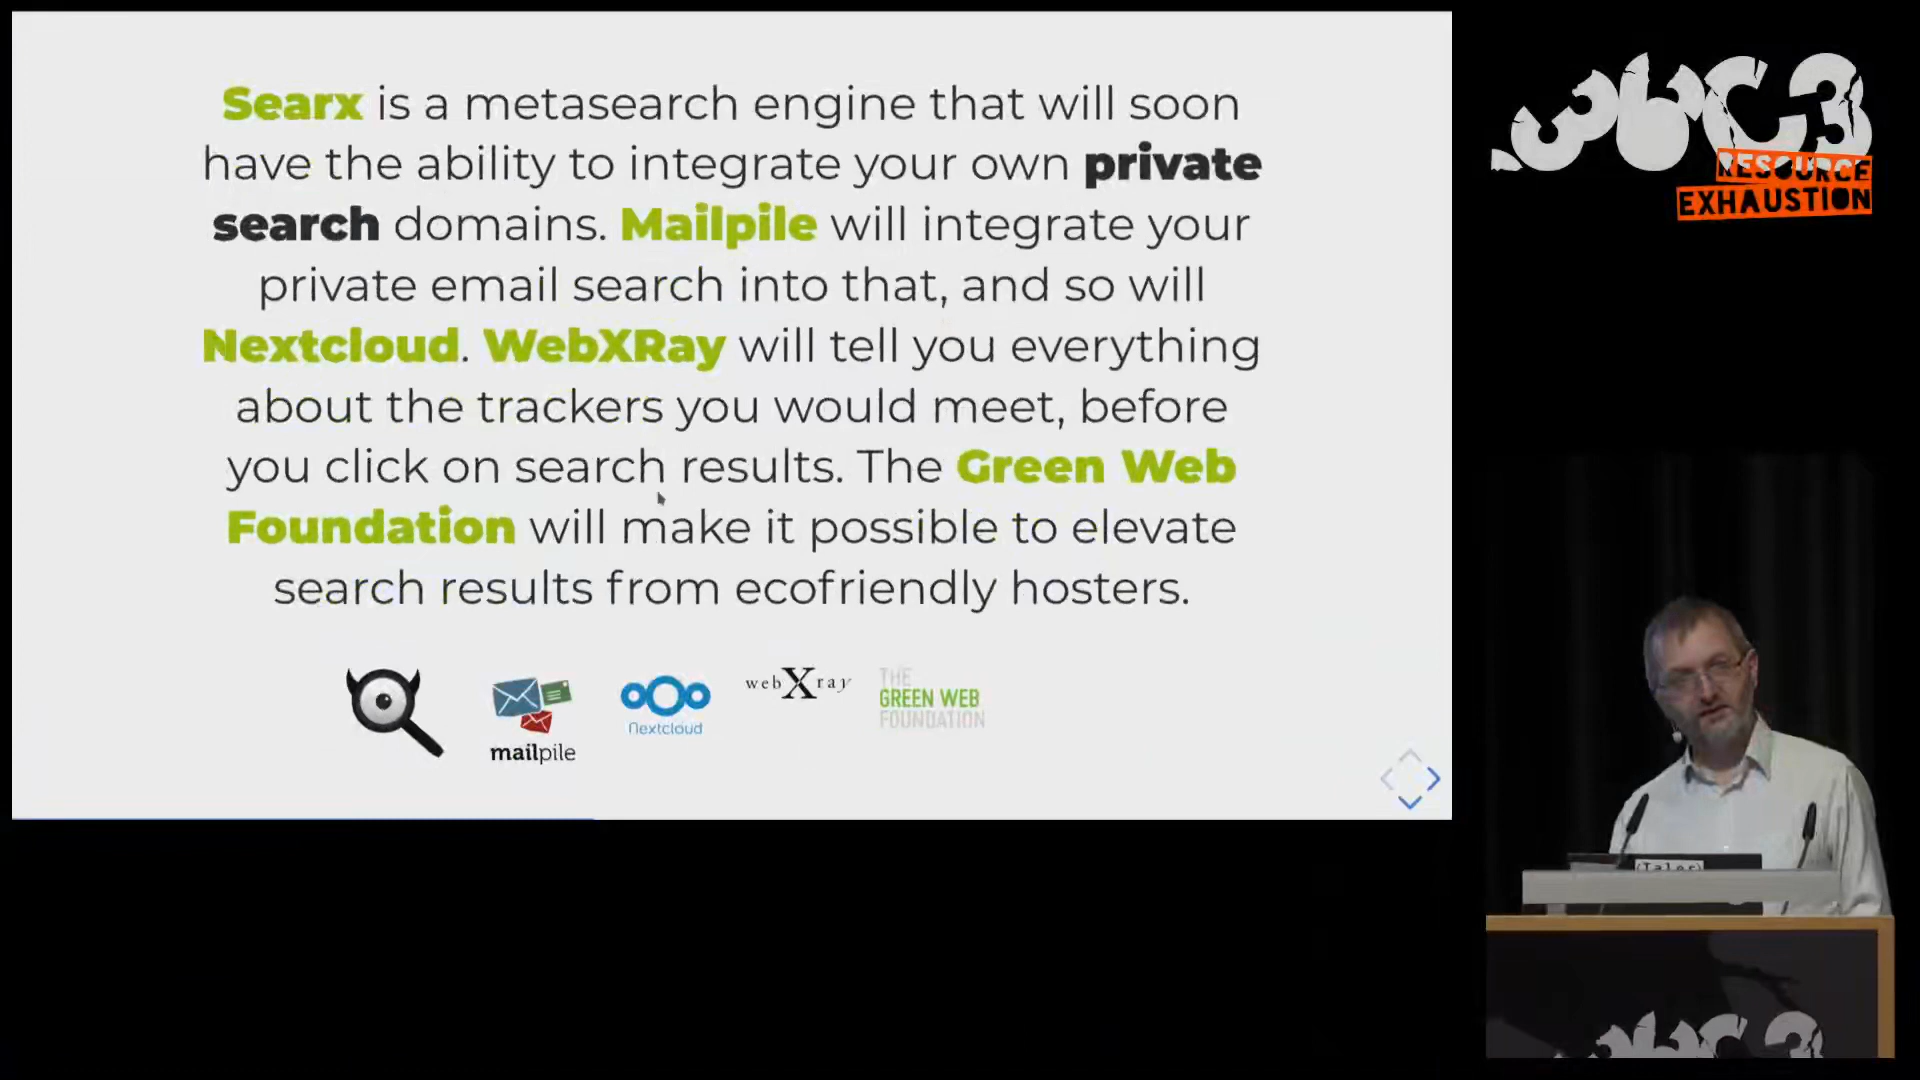 Searx is a metasearch engine that will soon
have the ability to integrate your own private
search domains. Mailpile will integrate your
private email search into that, and so will
Nextcloud. WebXRay will tell you everything
about the trackers you would meet, before
you click on search results. The Green Web
Foundation will make it possible to elevate
search results from ecofriendly hosters.
mailpile
Nextcloud
webXray
THE
GREEN WEB
FOUNDATION
36C3
RESOURCE
EXHAUSTION
Taler
36C3